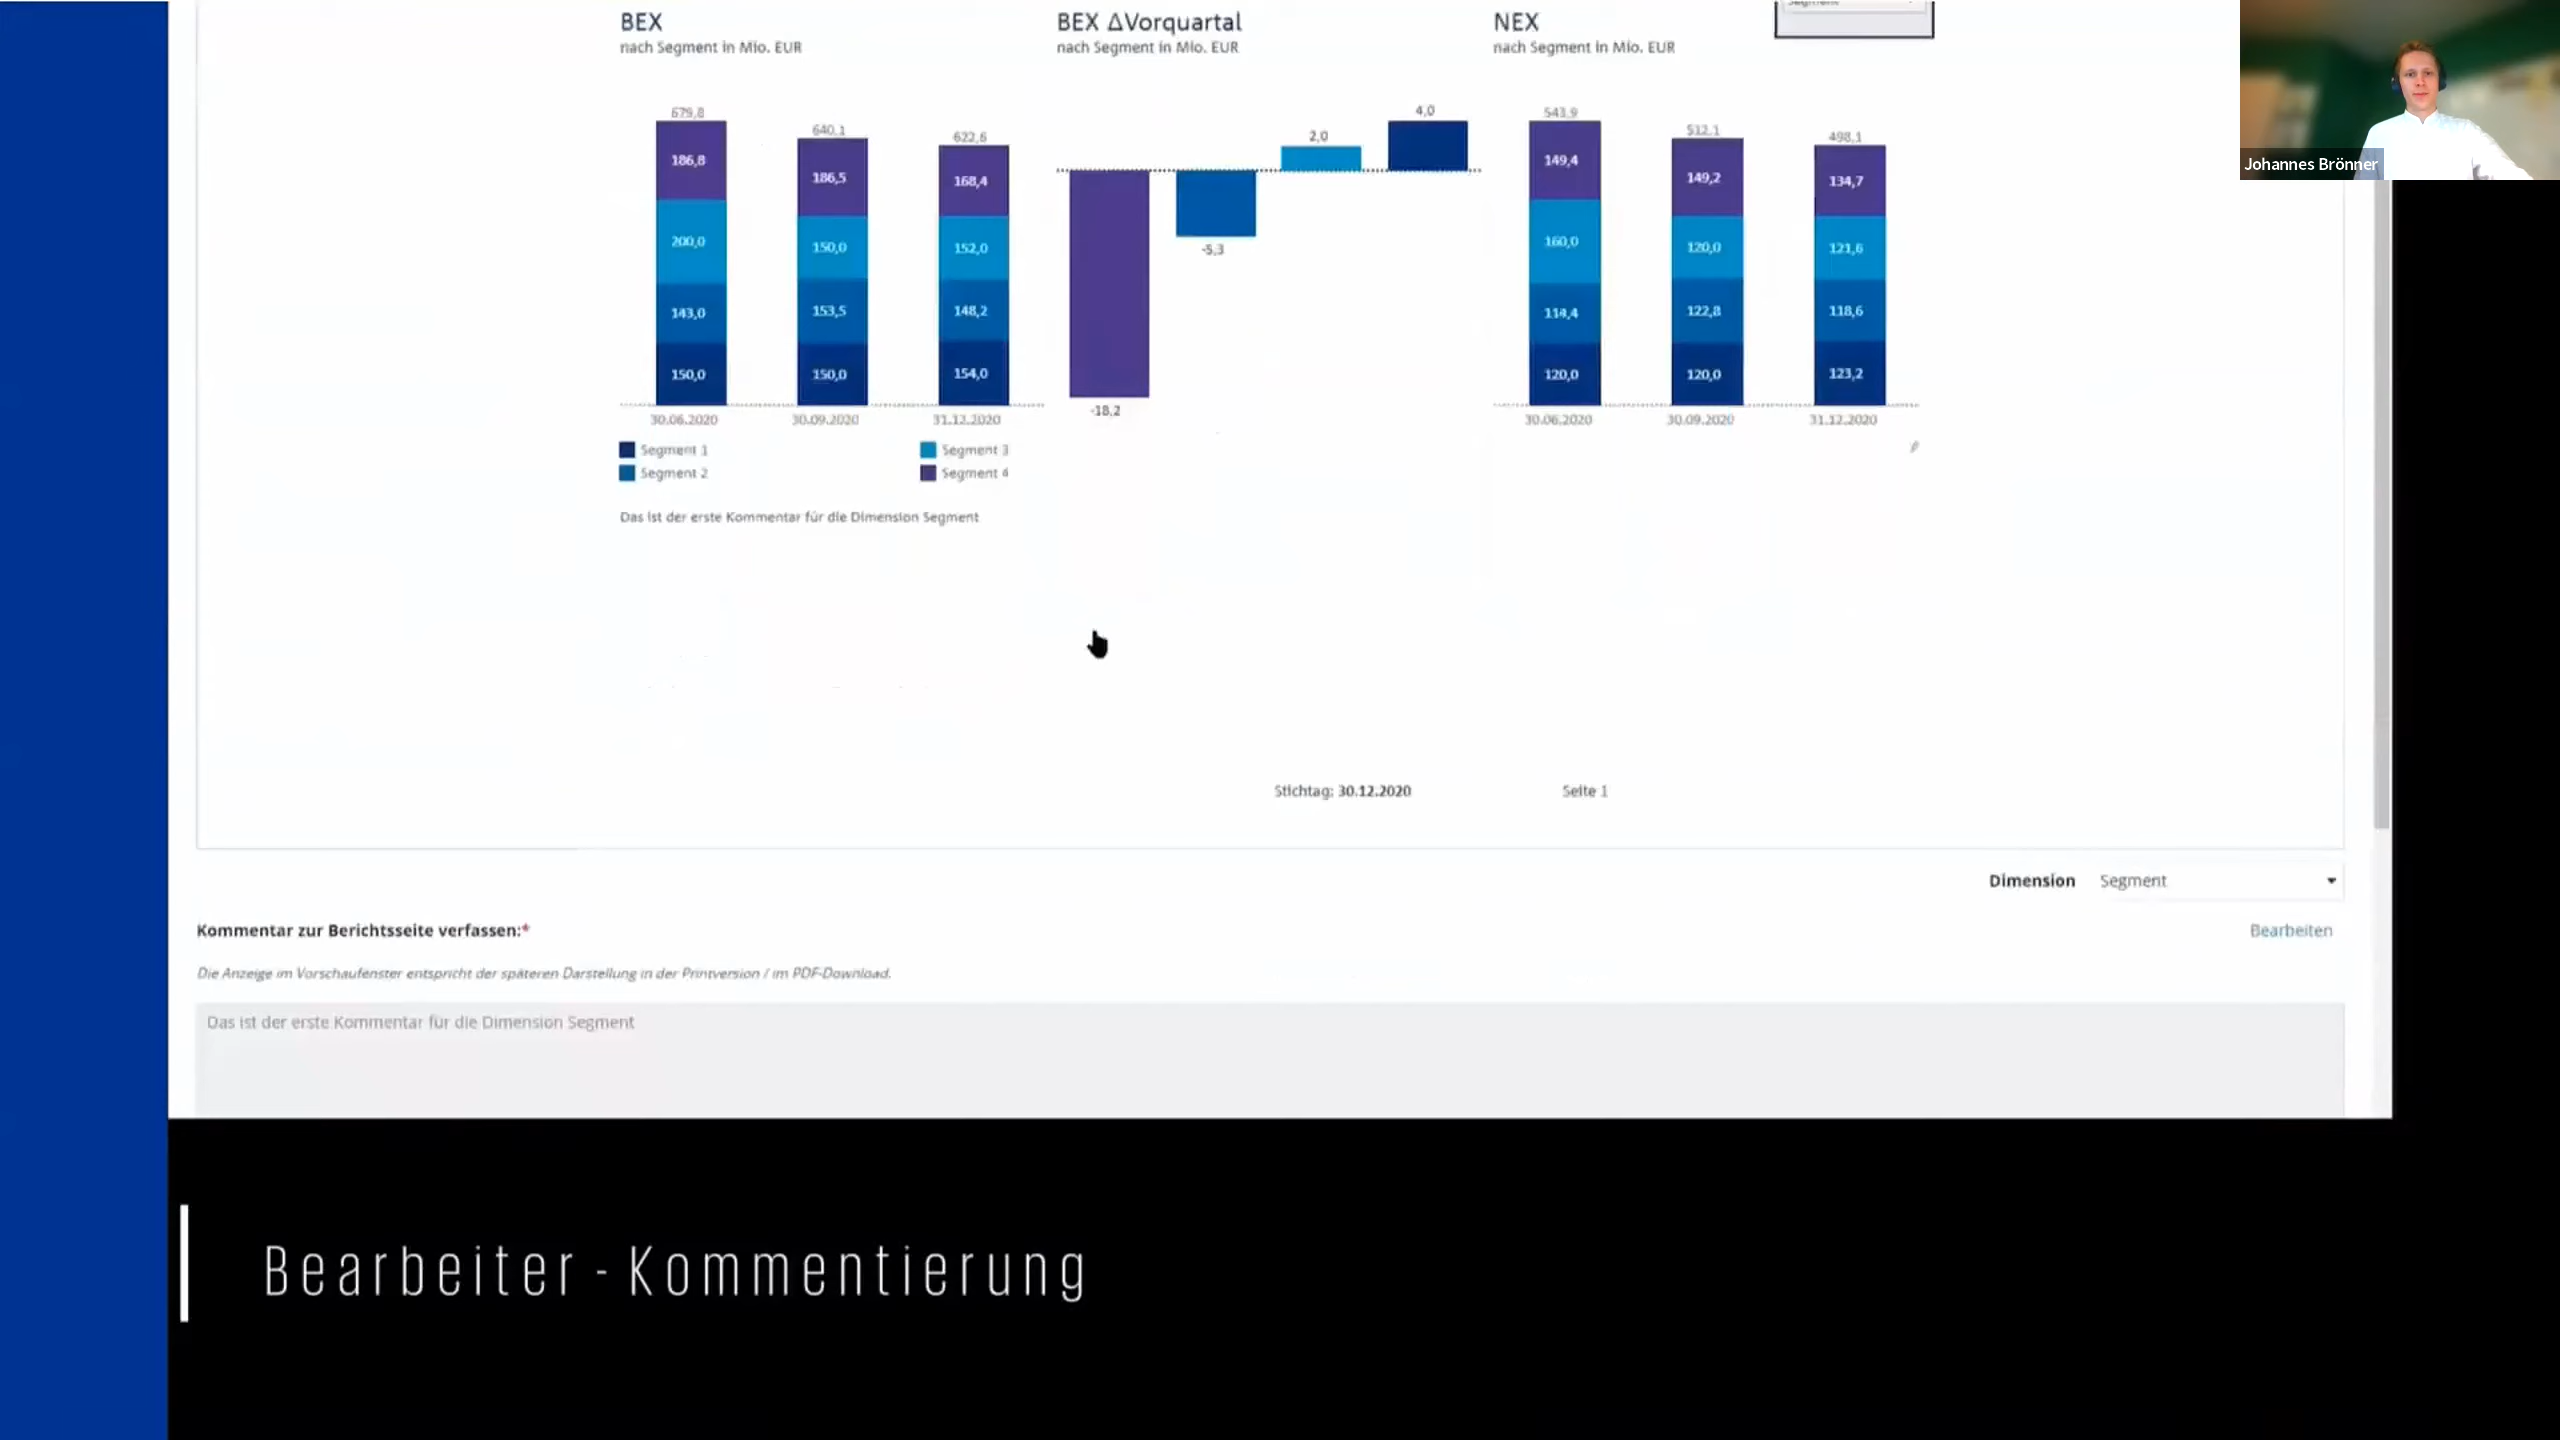 BEX
nach Segment in Mio. EUR
679,8
640,1
622,6
186,8
186,5
168,4
200,0
150,0
152,0
143,0
153,5
148,2
150,0
150,0
154,0
30.06.2020
30.09.2020
31.12.2020
Segment 1
Segment 3
Segment 2
Segment 4
Das ist der erste Kommentar für die Dimension Segment
BEX ΔVorquartal
nach Segment in Mio. EUR
4,0
2,0
-5,3
-18,2
NEX
nach Segment in Mio. EUR
543,9
512,1
498,1
149,4
149,2
134,7
160,0
120,0
121,6
114,4
122,8
118,6
120,0
120,0
123,2
30.06.2020
30.09.2020
31.12.2020
Johannes Brönner
Stichtag: 30.12.2020
Seite 1
Dimension Segment
Kommentar zur Berichtsseite verfassen:*
Bearbeiten
Die Anzeige im Vorschaufenster entspricht der späteren Darstellung in der Printversion / im PDF-Download.
Das ist der erste Kommentar für die Dimension Segment
Bearbeiter - Kommentierung